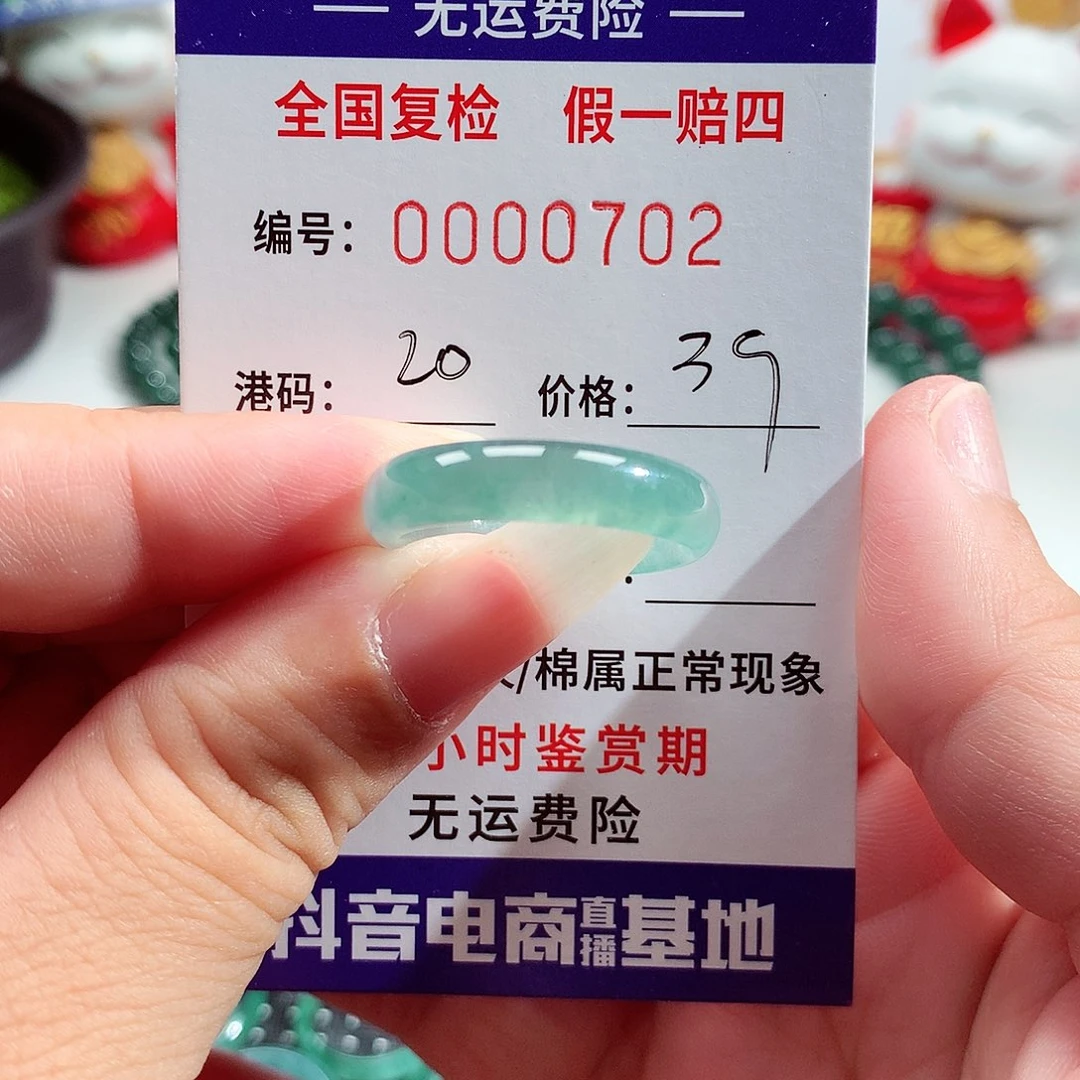 无运费险
全国复检 假一赔四
编号：0000702
港码：20 价格：39
/棉属正常现象
小时鉴赏期
无运费险
抖音电商直播基地